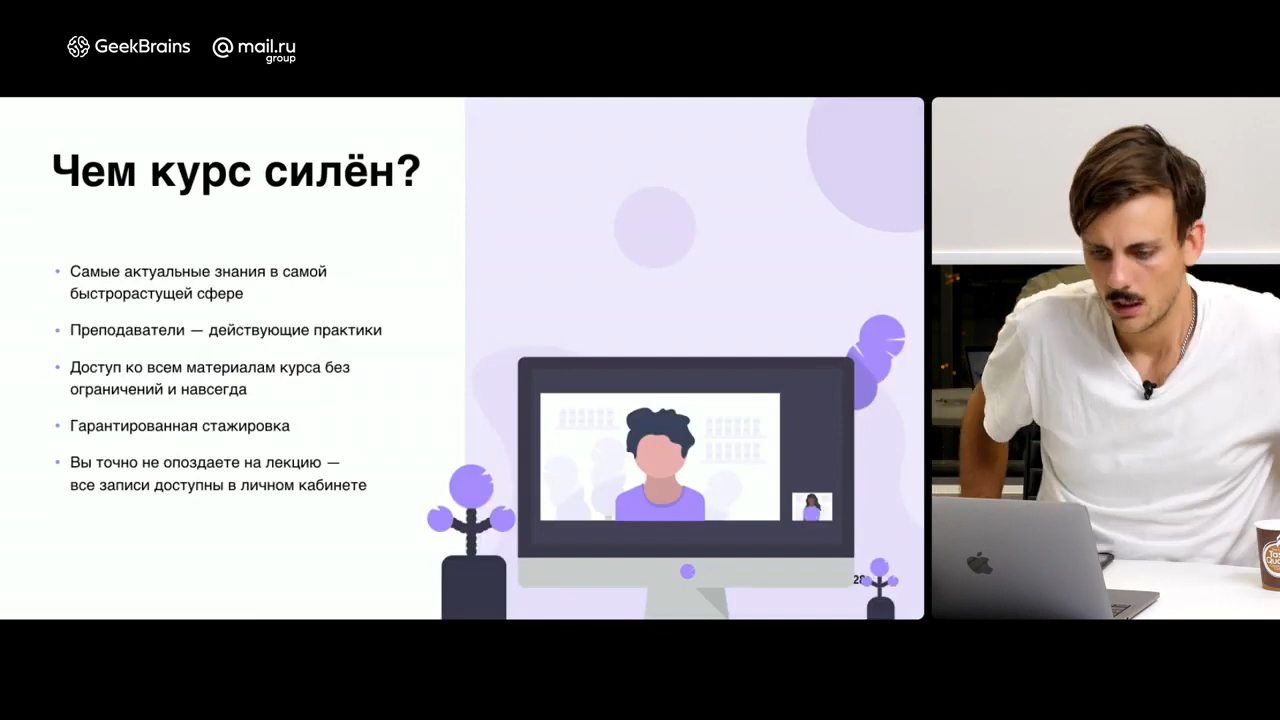 GeekBrains
@mail.ru
group
Чем курс силён?
• Самые актуальные знания в самой
быстрорастущей сфере
• Преподаватели — действующие практики
• Доступ ко всем материалам курса без
ограничений и навсегда
• Гарантированная стажировка
• Вы точно не опоздаете на лекцию —
все записи доступны в личном кабинете
28